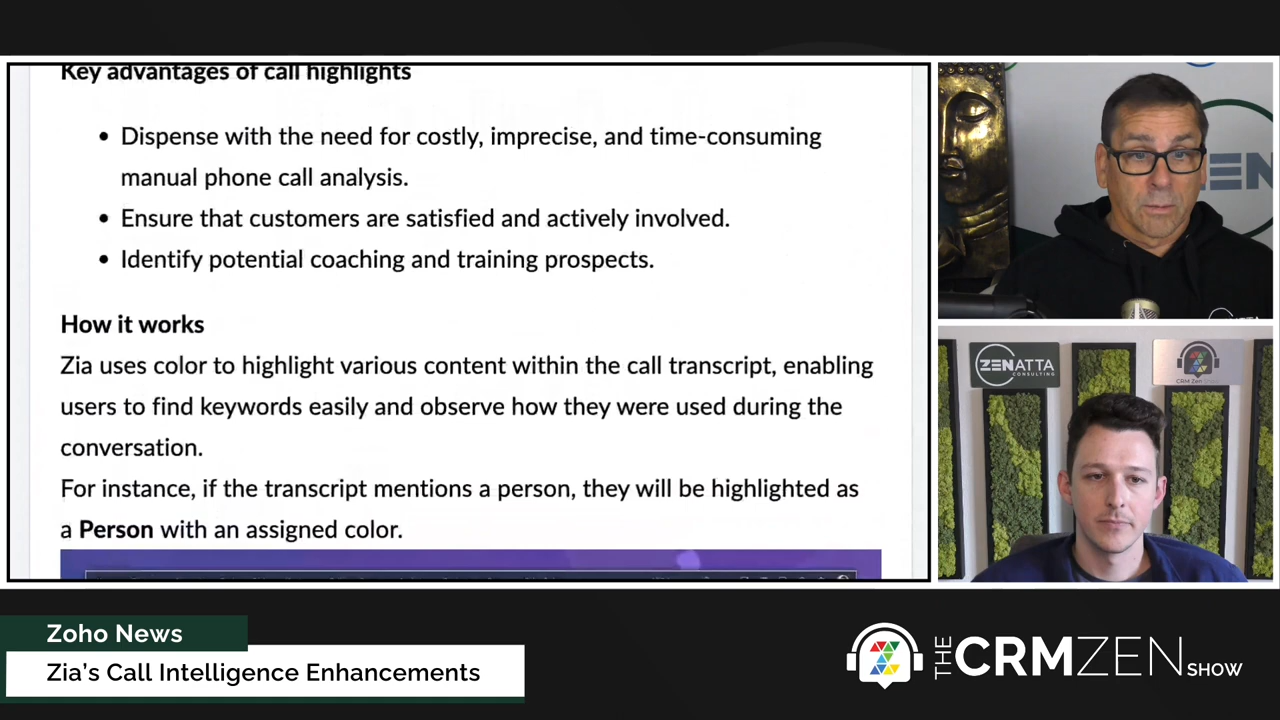 Key advantages of call highlights
• Dispense with the need for costly, imprecise, and time-consuming
manual phone call analysis.
• Ensure that customers are satisfied and actively involved.
• Identify potential coaching and training prospects.
How it works
Zia uses color to highlight various content within the call transcript, enabling
users to find keywords easily and observe how they were used during the
conversation.
For instance, if the transcript mentions a person, they will be highlighted as
a Person with an assigned color.
ZEN
ZENATTA
CONSULTING
CRM Zen
Zoho News
Zia's Call Intelligence Enhancements
THE CRMZEN SHOW